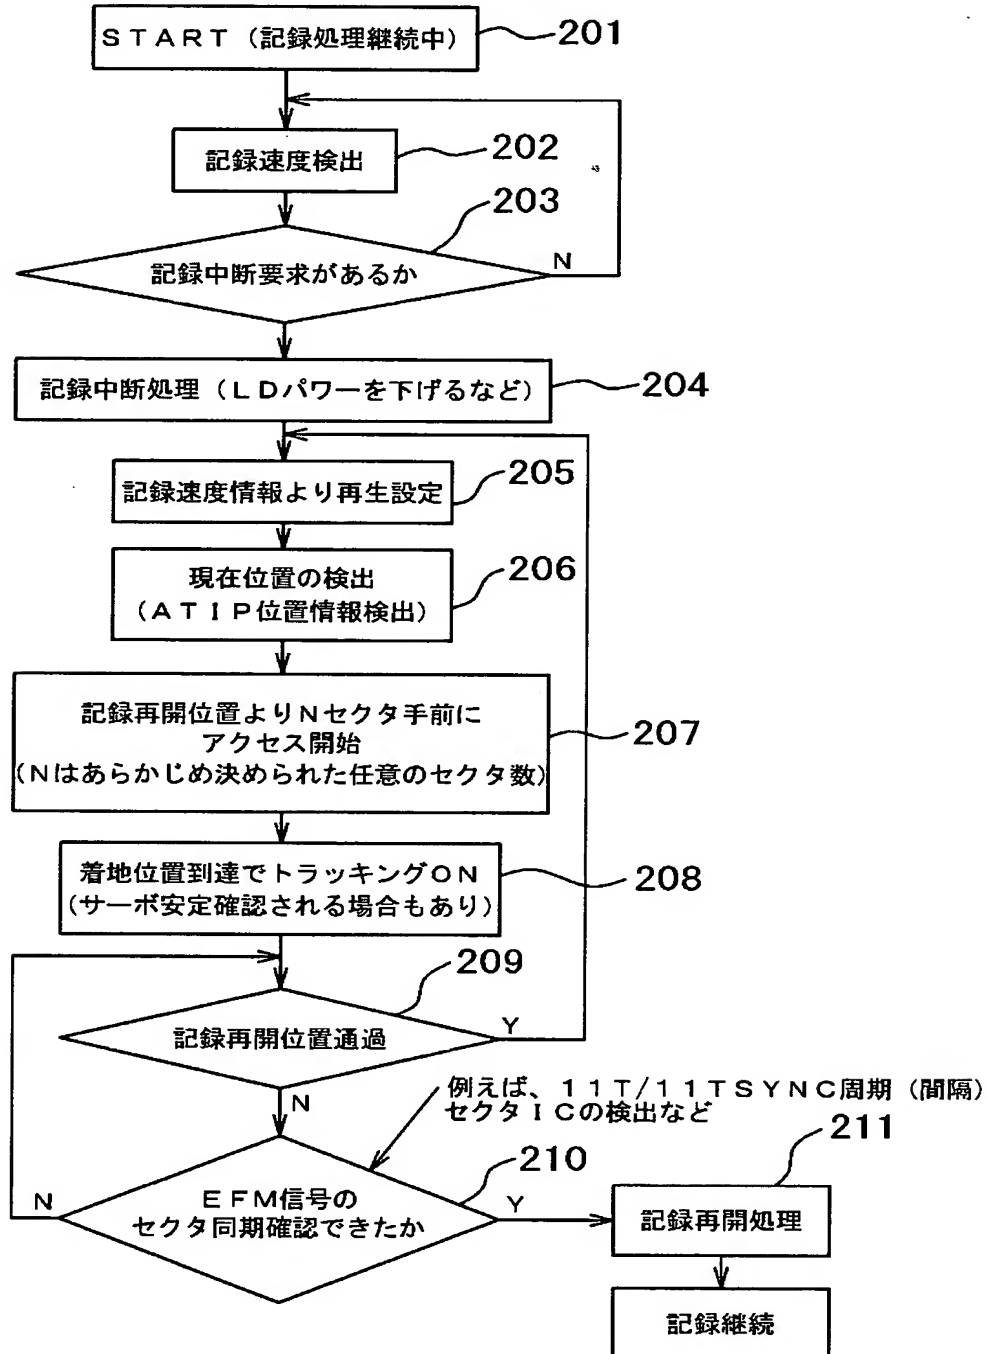 START（記録処理継続中）
201
記録速度検出
202
203
記録中断要求があるか
N
記録中断処理（LDパワーを下げるなど）
204
記録速度情報より再生設定
205
現在位置の検出
（ATIP位置情報検出）
206
記録再開位置よりNセクタ手前に
アクセス開始
（Nはあらかじめ決められた任意のセクタ数）
207
着地位置到達でトラッキングON
（サーボ安定確認される場合もあり）
208
209
記録再開位置通過
Y
N
例えば、11T/11TSYNC周期（間隔）
セクタICの検出など
210
211
EFM信号の
セクタ同期確認できたか
N
Y
記録再開処理
記録継続